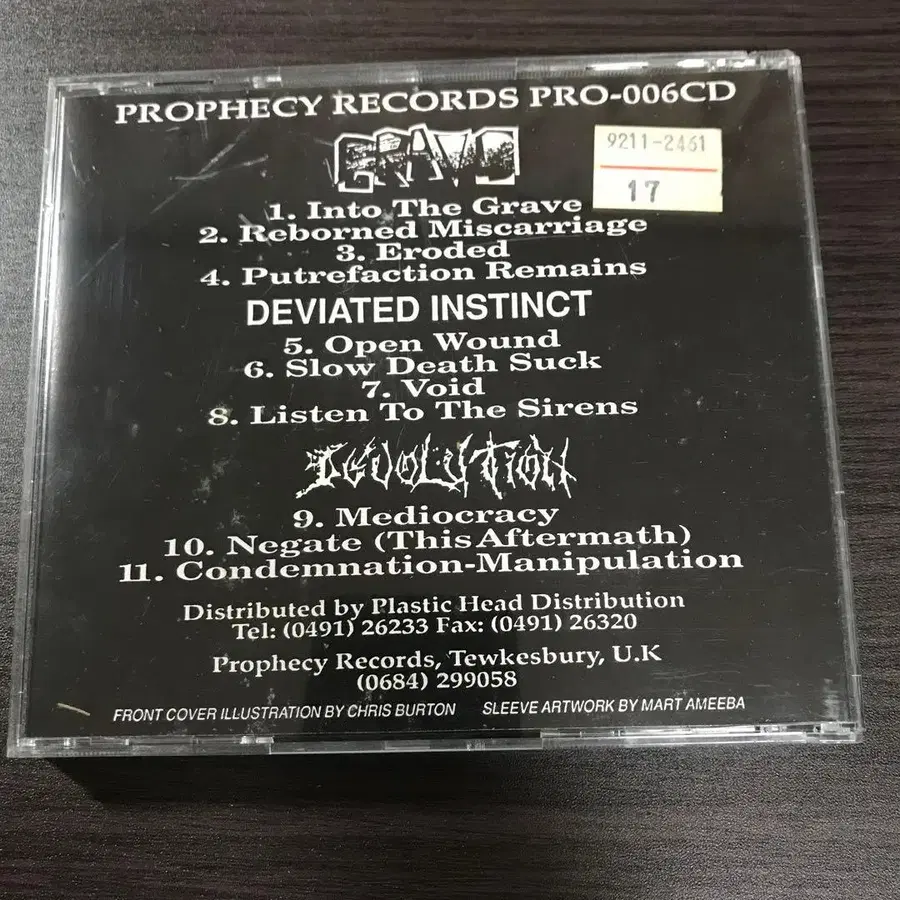 PROPHECY RECORDS PRO-006CD
GRAVE
9211-2461
17
1. Into The Grave
2. Reborned Miscarriage
3. Eroded
4. Putrefaction Remains
DEVIATED INSTINCT
5. Open Wound
6. Slow Death Suck
7. Void
8. Listen To The Sirens
DEVOLUTION
9. Mediocracy
10. Negate (This Aftermath)
11. Condemnation-Manipulation
Distributed by Plastic Head Distribution
Tel: (0491) 26233 Fax: (0491) 26320
Prophecy Records, Tewkesbury, U.K
(0684) 299058
FRONT COVER ILLUSTRATION BY CHRIS BURTON SLEEVE ARTWORK BY MART AMEEBA